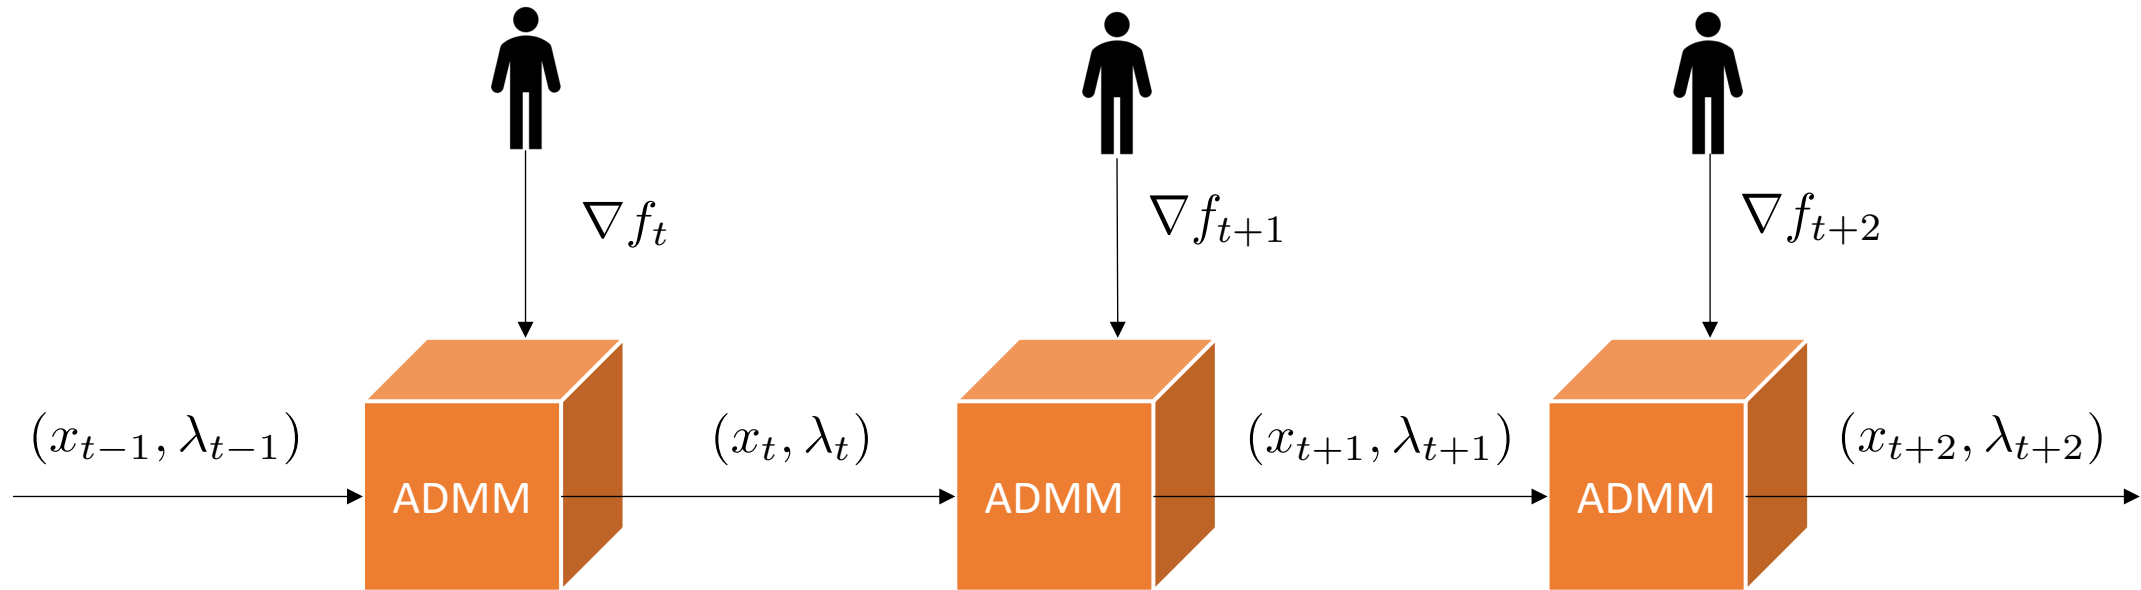 ∇f_t
∇f_{t+1}
∇f_{t+2}
(x_{t−1}, λ_{t−1})
(x_t, λ_t)
(x_{t+1}, λ_{t+1})
(x_{t+2}, λ_{t+2})
ADMM
ADMM
ADMM